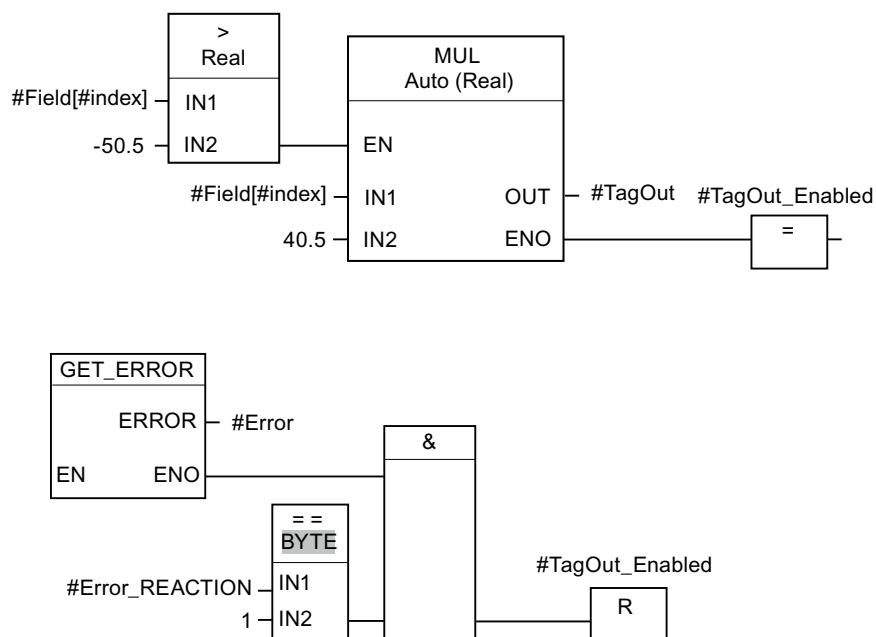 >
Real
#Field[#index] IN1
-50.5 IN2
MUL
Auto (Real)
EN
#Field[#index] IN1 OUT #TagOut
40.5 IN2 ENO
#TagOut_Enabled
=
GET_ERROR
ERROR #Error
EN ENO
&
= =
BYTE
#Error_REACTION IN1
1 IN2
#TagOut_Enabled
R